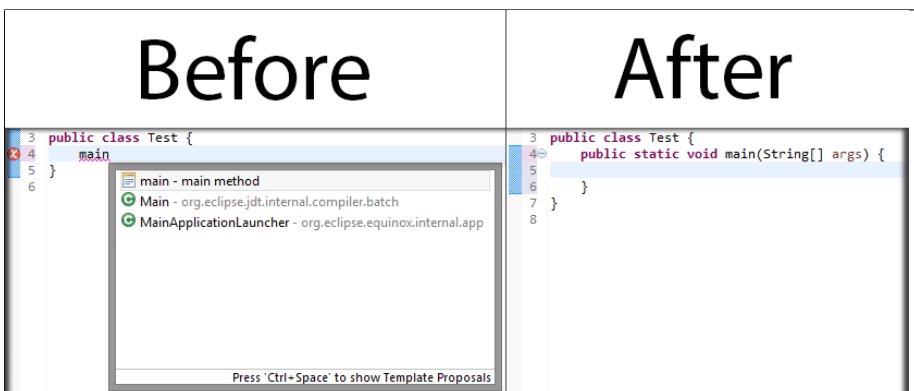 Before
After
3 public class Test {
4 main
5 }
6
main - main method
Main - org.eclipse.jdt.internal.compiler.batch
MainApplicationLauncher - org.eclipse.equinox.internal.app
Press 'Ctrl+Space' to show Template Proposals
3 public class Test {
4 public static void main(String[] args) {
5
6 }
7 }
8